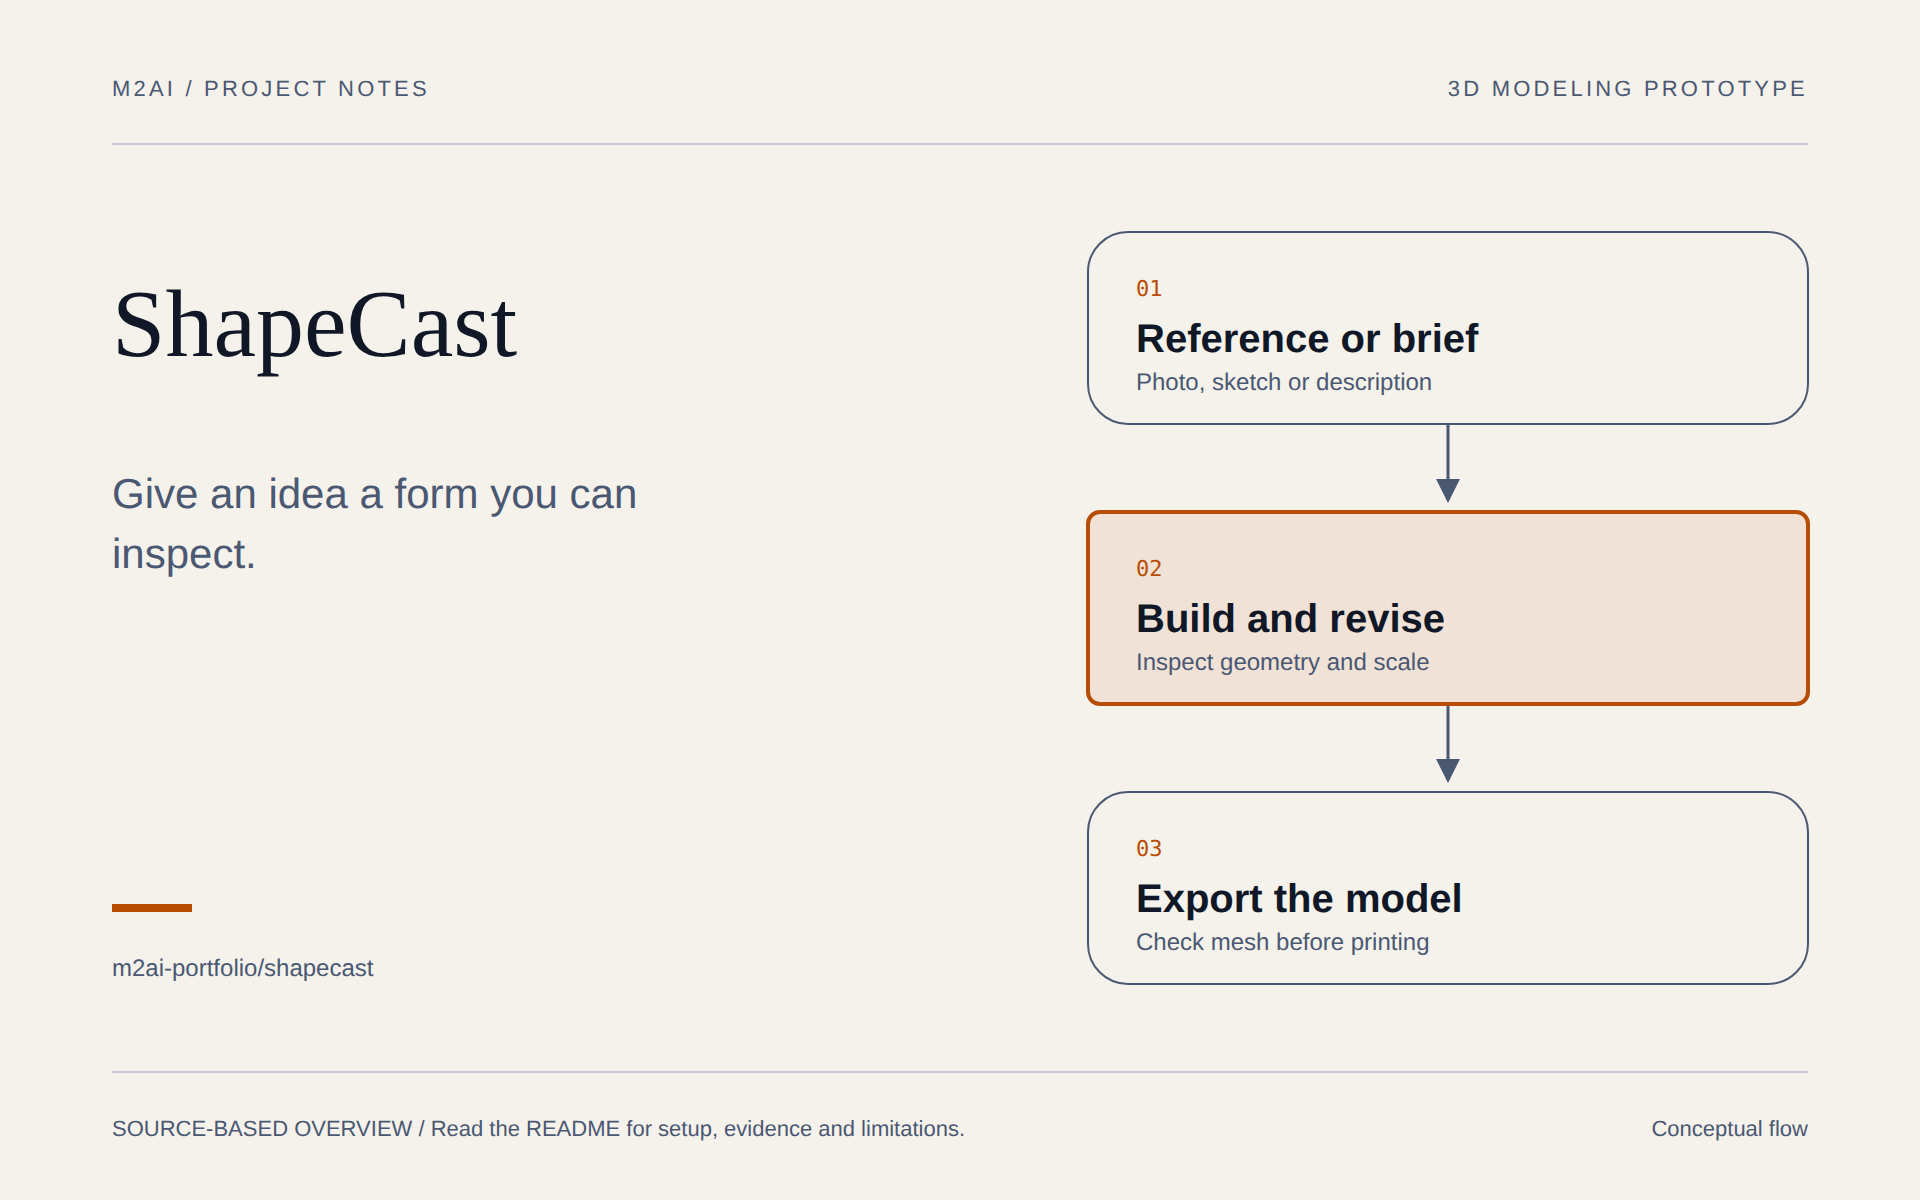 M2AI / PROJECT NOTES
3D MODELING PROTOTYPE
ShapeCast
Give an idea a form you can
inspect.
m2ai-portfolio/shapecast
01
Reference or brief
Photo, sketch or description
02
Build and revise
Inspect geometry and scale
03
Export the model
Check mesh before printing
SOURCE-BASED OVERVIEW / Read the README for setup, evidence and limitations.
Conceptual flow